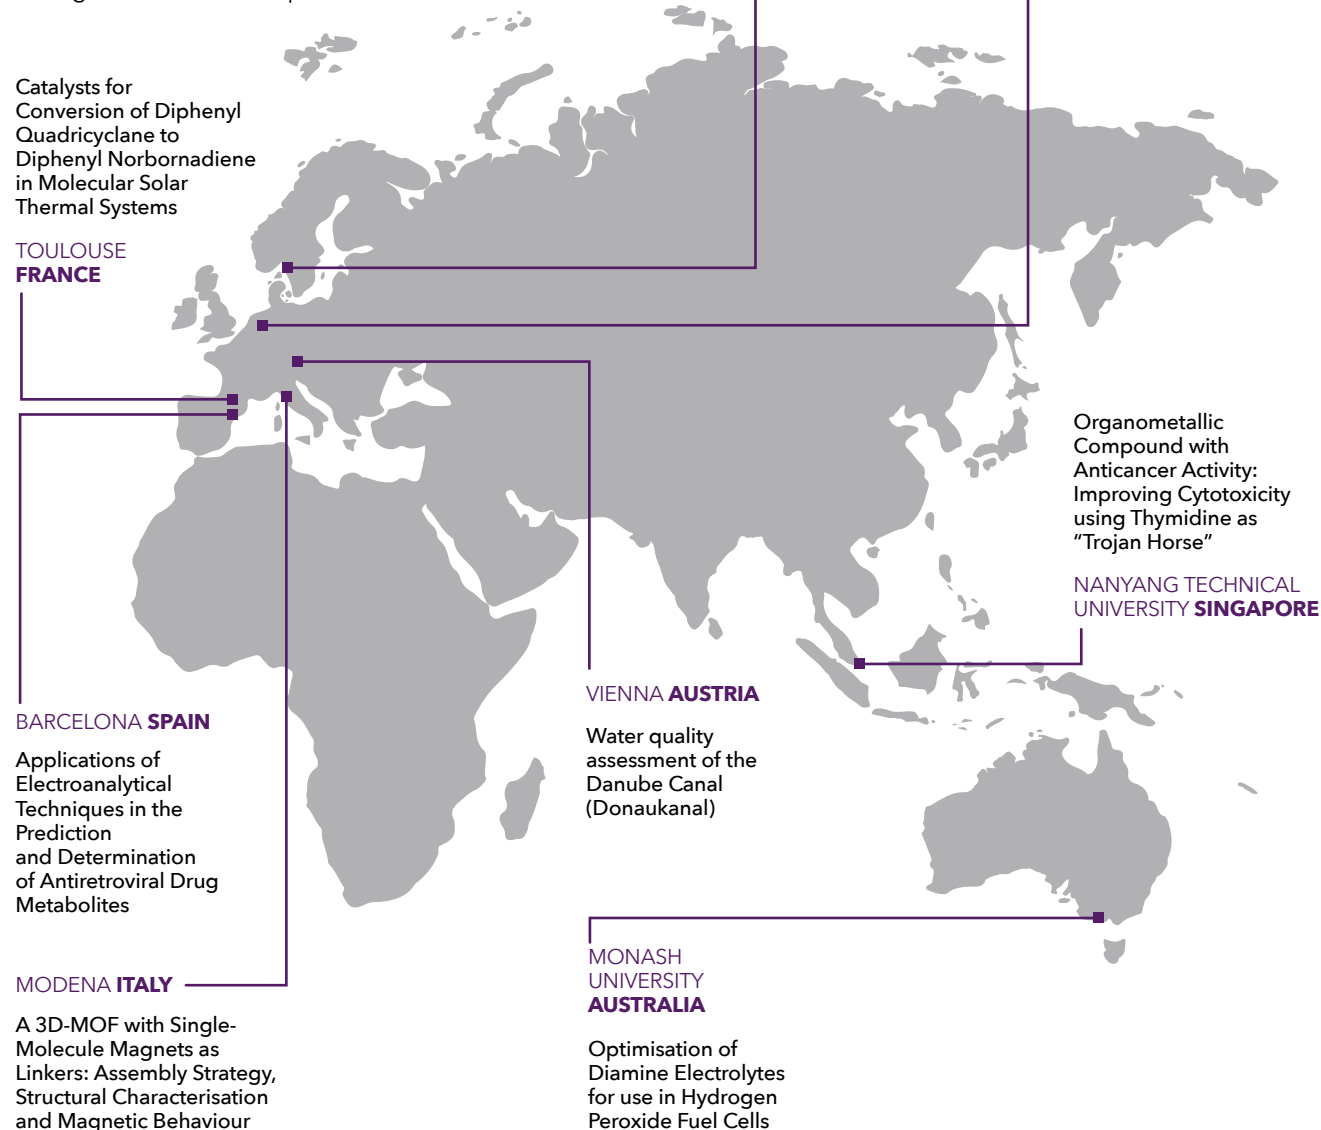 Catalysts for
Conversion of Diphenyl
Quadricyclane to
Diphenyl Norbornadiene
in Molecular Solar
Thermal Systems
TOULOUSE
FRANCE
Organometallic
Compound with
Anticancer Activity:
Improving Cytotoxicity
using Thymidine as
“Trojan Horse”
NANYANG TECHNICAL
UNIVERSITY SINGAPORE
BARCELONA SPAIN
Applications of
Electroanalytical
Techniques in the
Prediction
and Determination
of Antiretroviral Drug
Metabolites
VIENNA AUSTRIA
Water quality
assessment of the
Danube Canal
(Donaukanal)
MODENA ITALY
A 3D-MOF with Single-
Molecule Magnets as
Linkers: Assembly Strategy,
Structural Characterisation
and Magnetic Behaviour
MONASH
UNIVERSITY
AUSTRALIA
Optimisation of
Diamine Electrolytes
for use in Hydrogen
Peroxide Fuel Cells